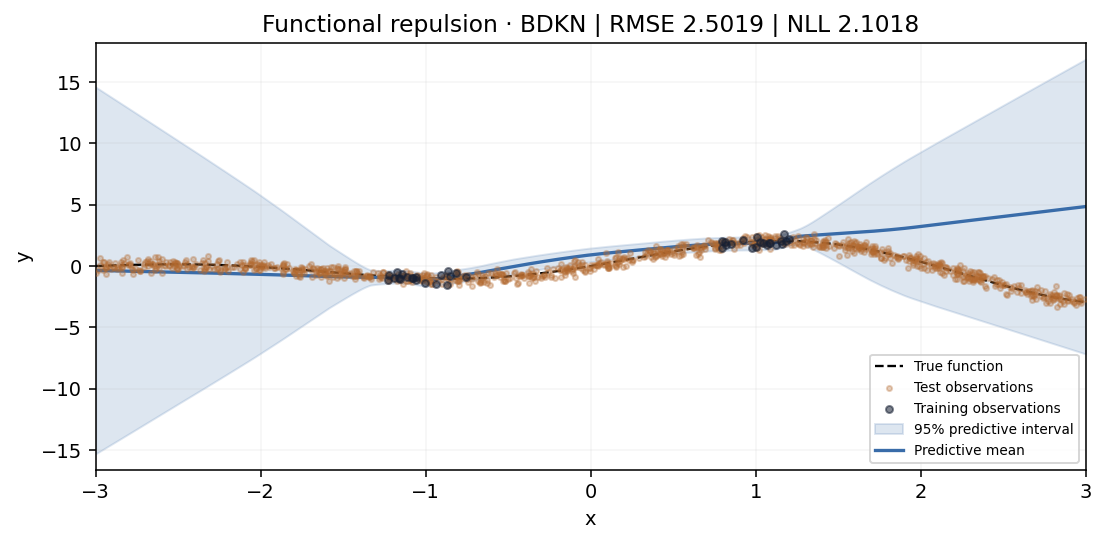 Functional repulsion · BDKN | RMSE 2.5019 | NLL 2.1018
15
10
5
0
−5
−10
−15
y
True function
Test observations
Training observations
95% predictive interval
Predictive mean
−3 −2 −1 0 1 2 3
x